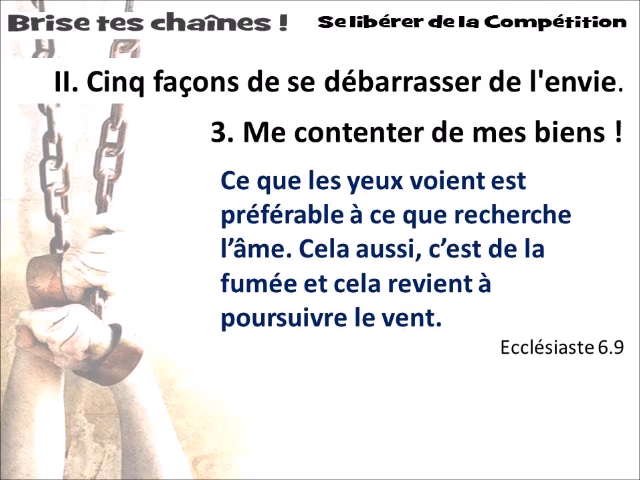 Brise tes chaînes ! Se libérer de la Compétition
II. Cinq façons de se débarrasser de l'envie.
3. Me contenter de mes biens !
Ce que les yeux voient est
préférable à ce que recherche
l’âme. Cela aussi, c’est de la
fumée et cela revient à
poursuivre le vent.
Ecclésiaste 6.9